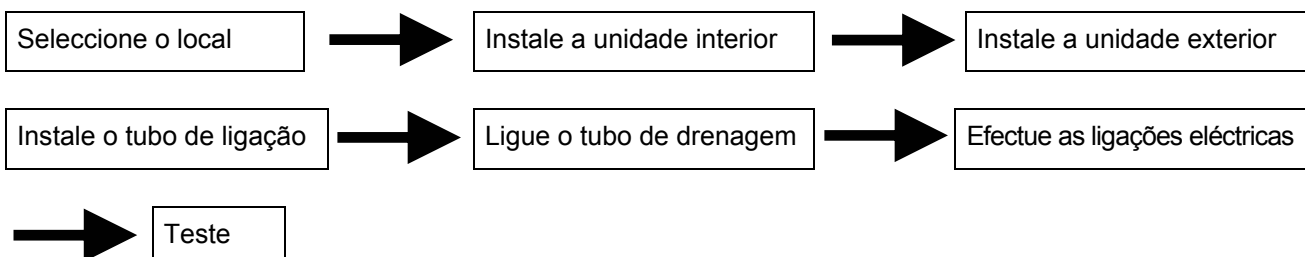 Seleccione o local
Instale a unidade interior
Instale a unidade exterior
Instale o tubo de ligação
Ligue o tubo de drenagem
Efectue as ligações eléctricas
Teste